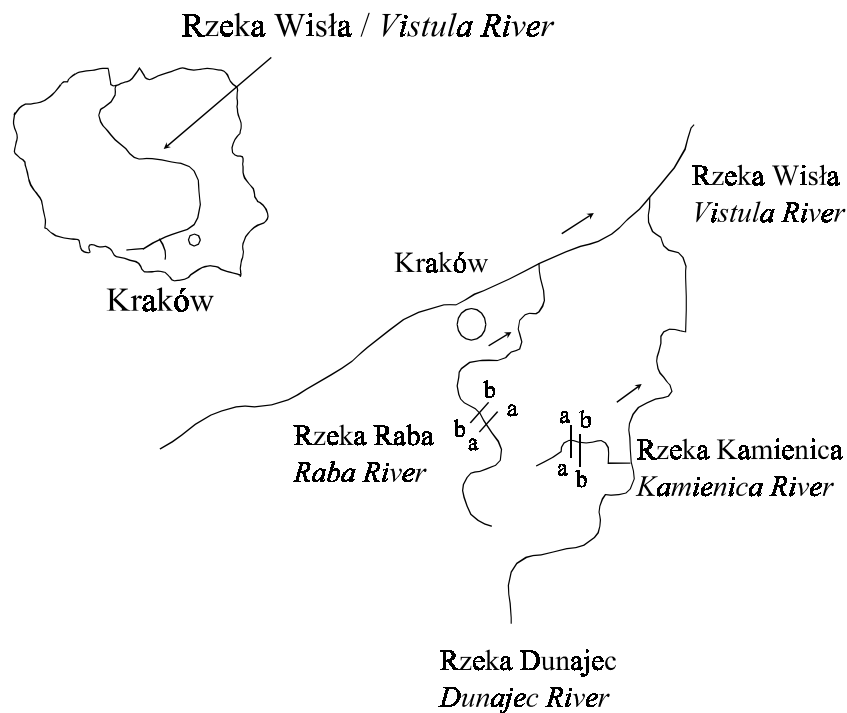 Rzeka Wisła / Vistula River
Kraków
Rzeka Wisła
Vistula River
Kraków
b
a
b
a
Rzeka Raba
Raba River
a
b
a
b
Rzeka Kamienica
Kamienica River
Rzeka Dunajec
Dunajec River